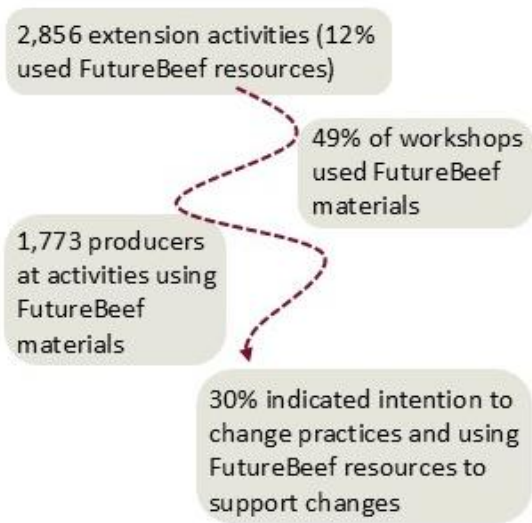 2,856 extension activities (12%
used FutureBeef resources)
49% of workshops
used FutureBeef
materials
1,773 producers
at activities using
FutureBeef
materials
30% indicated intention to
change practices and using
FutureBeef resources to
support changes